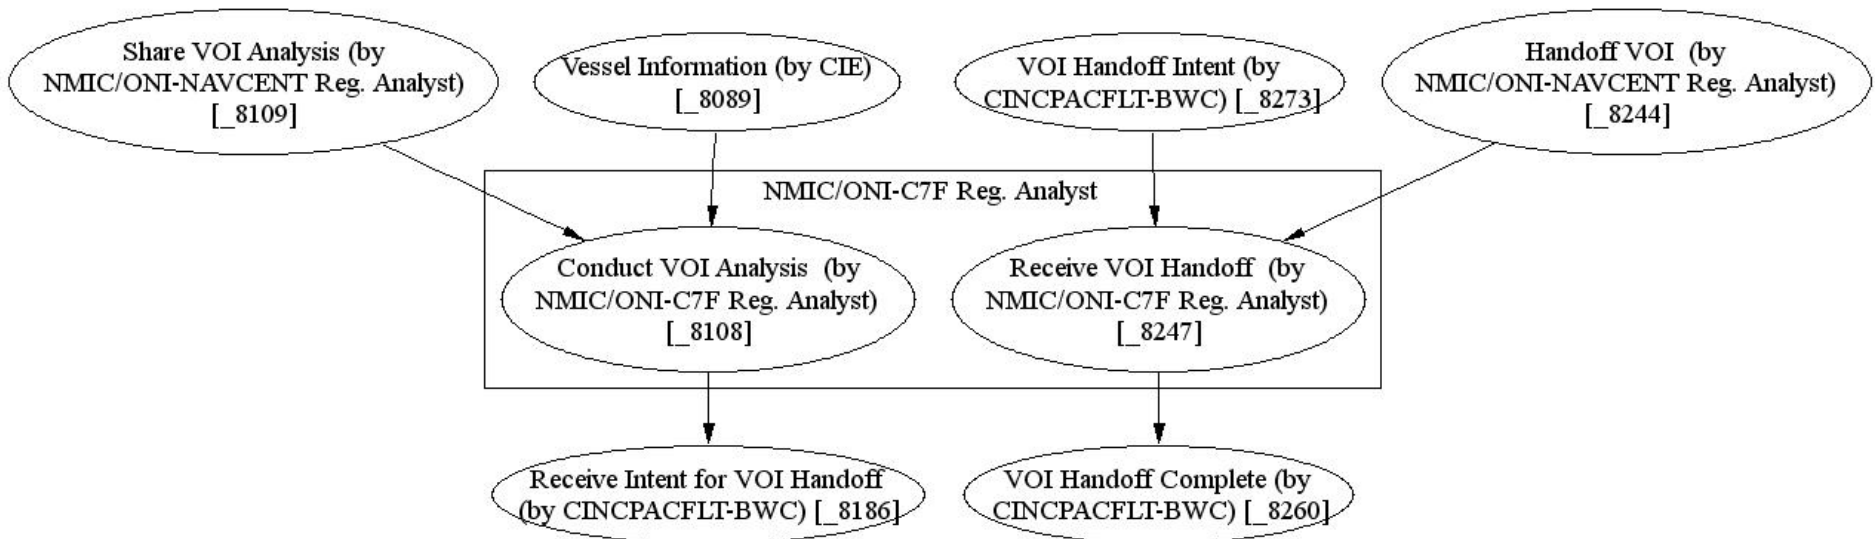 Share VOI Analysis (by
NMIC/ONI-NAVCENT Reg. Analyst)
[_8109]
Vessel Information (by CIE)
[_8089]
VOI Handoff Intent (by
CINCPACFLT-BWC) [_8273]
Handoff VOI  (by
NMIC/ONI-NAVCENT Reg. Analyst)
[_8244]
NMIC/ONI-C7F Reg. Analyst
Conduct VOI Analysis  (by
NMIC/ONI-C7F Reg. Analyst)
[_8108]
Receive VOI Handoff  (by
NMIC/ONI-C7F Reg. Analyst)
[_8247]
Receive Intent for VOI Handoff
(by CINCPACFLT-BWC) [_8186]
VOI Handoff Complete (by
CINCPACFLT-BWC) [_8260]